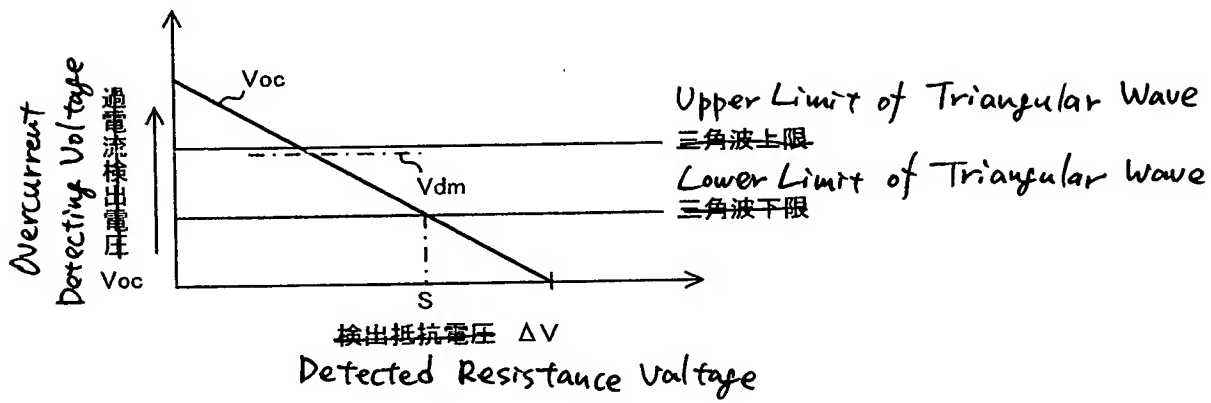 Overcurrent
Detecting Voltage
過電流検出電圧
Voc
Voc
Upper Limit of Triangular Wave
三角波上限
Vdm
Lower Limit of Triangular Wave
三角波下限
S
検出抵抗電圧 ΔV
Detected Resistance Voltage